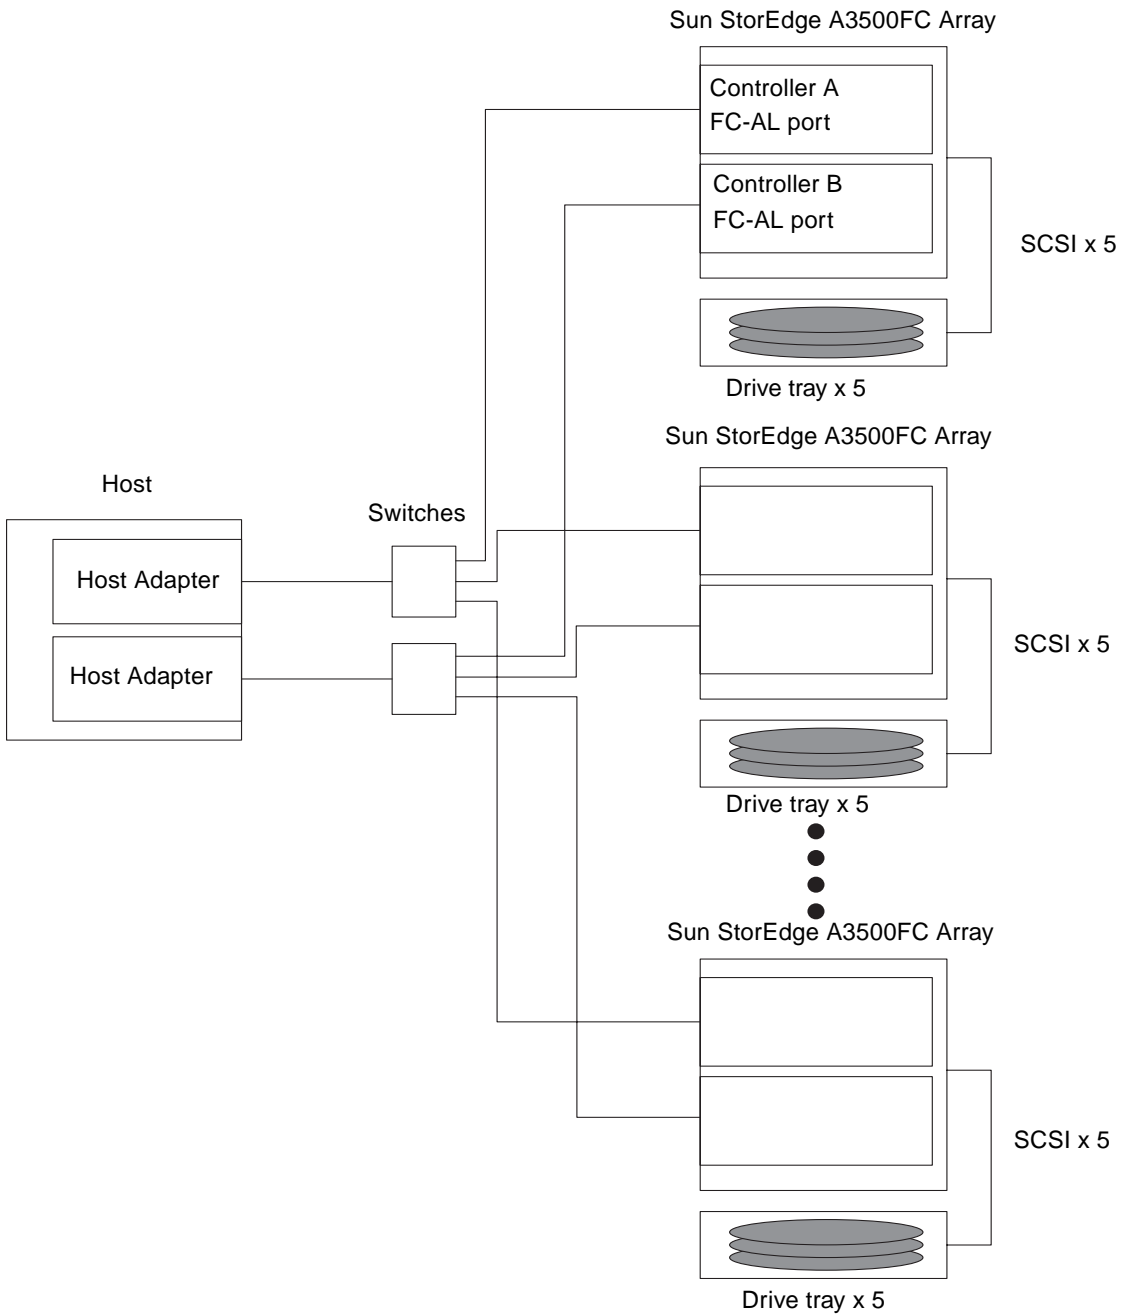 Sun StorEdge A3500FC Array
Controller A
FC-AL port
Controller B
FC-AL port
SCSI x 5
Drive tray x 5
Sun StorEdge A3500FC Array
Host
Switches
Host Adapter
Host Adapter
SCSI x 5
Drive tray x 5
Sun StorEdge A3500FC Array
SCSI x 5
Drive tray x 5